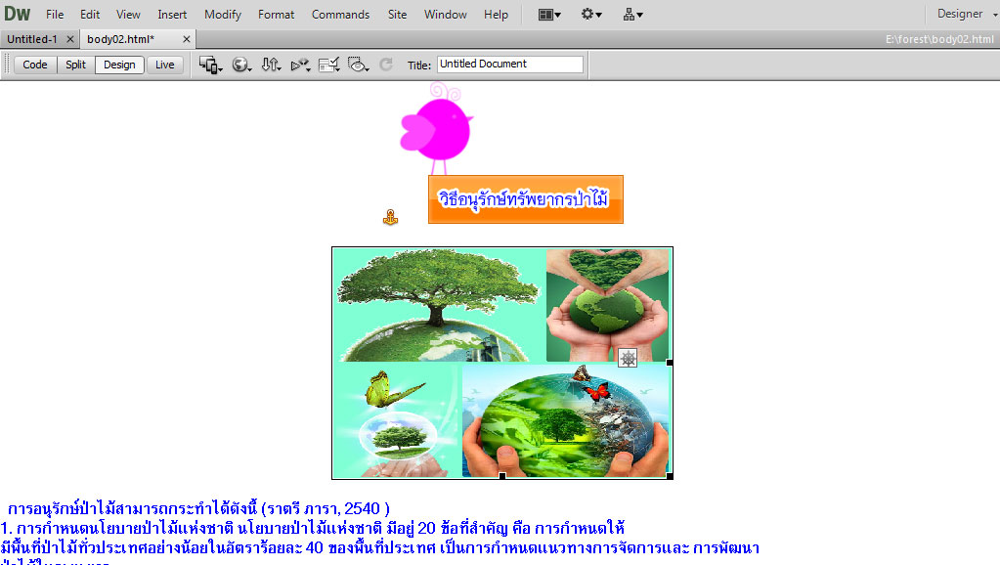 Dw File Edit View Insert Modify Format Commands Site Window Help Designer
Untitled-1 × body02.html* × E:\forest\body02.html
Code Split Design Live Title: Untitled Document
วิธีอนุรักษ์ทรัพยากรป่าไม้
การอนุรักษ์ป่าไม้สามารถกระทำได้ดังนี้ (ราตรี ภารา, 2540 )
1. การกำหนดนโยบายป่าไม้แห่งชาติ นโยบายป่าไม้แห่งชาติ มีอยู่ 20 ข้อที่สำคัญ คือ การกำหนดให้
มีพื้นที่ป่าไม้ทั่วประเทศอย่างน้อยในอัตราร้อยละ 40 ของพื้นที่ประเทศ เป็นการกำหนดแนวทางการจัดการและ การพัฒนา